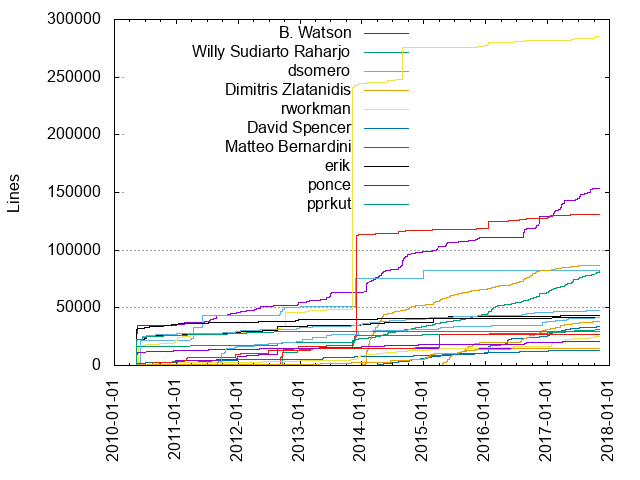 300000
250000
200000
150000
100000
50000
0
Lines
B. Watson
Willy Sudiarto Raharjo
dsomero
Dimitris Zlatanidis
rworkman
David Spencer
Matteo Bernardini
erik
ponce
pprkut
2010-01-01
2011-01-01
2012-01-01
2013-01-01
2014-01-01
2015-01-01
2016-01-01
2017-01-01
2018-01-01